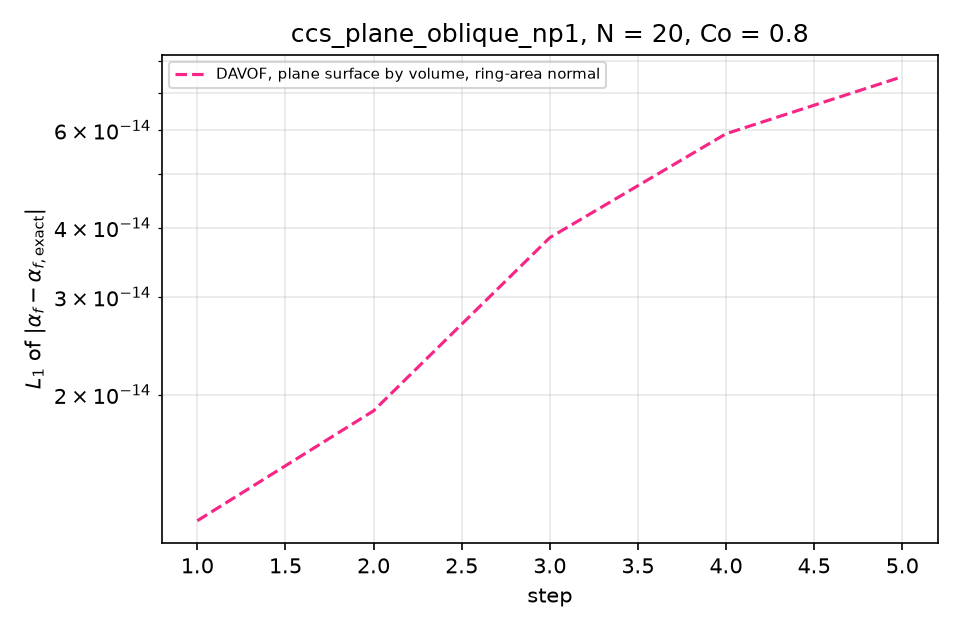 ccs_plane_oblique_np1, N = 20, Co = 0.8
DAVOF, plane surface by volume, ring-area normal
L₁ of |α_f − α_{f,exact}|
6 × 10⁻¹⁴
4 × 10⁻¹⁴
3 × 10⁻¹⁴
2 × 10⁻¹⁴
1.0 1.5 2.0 2.5 3.0 3.5 4.0 4.5 5.0
step